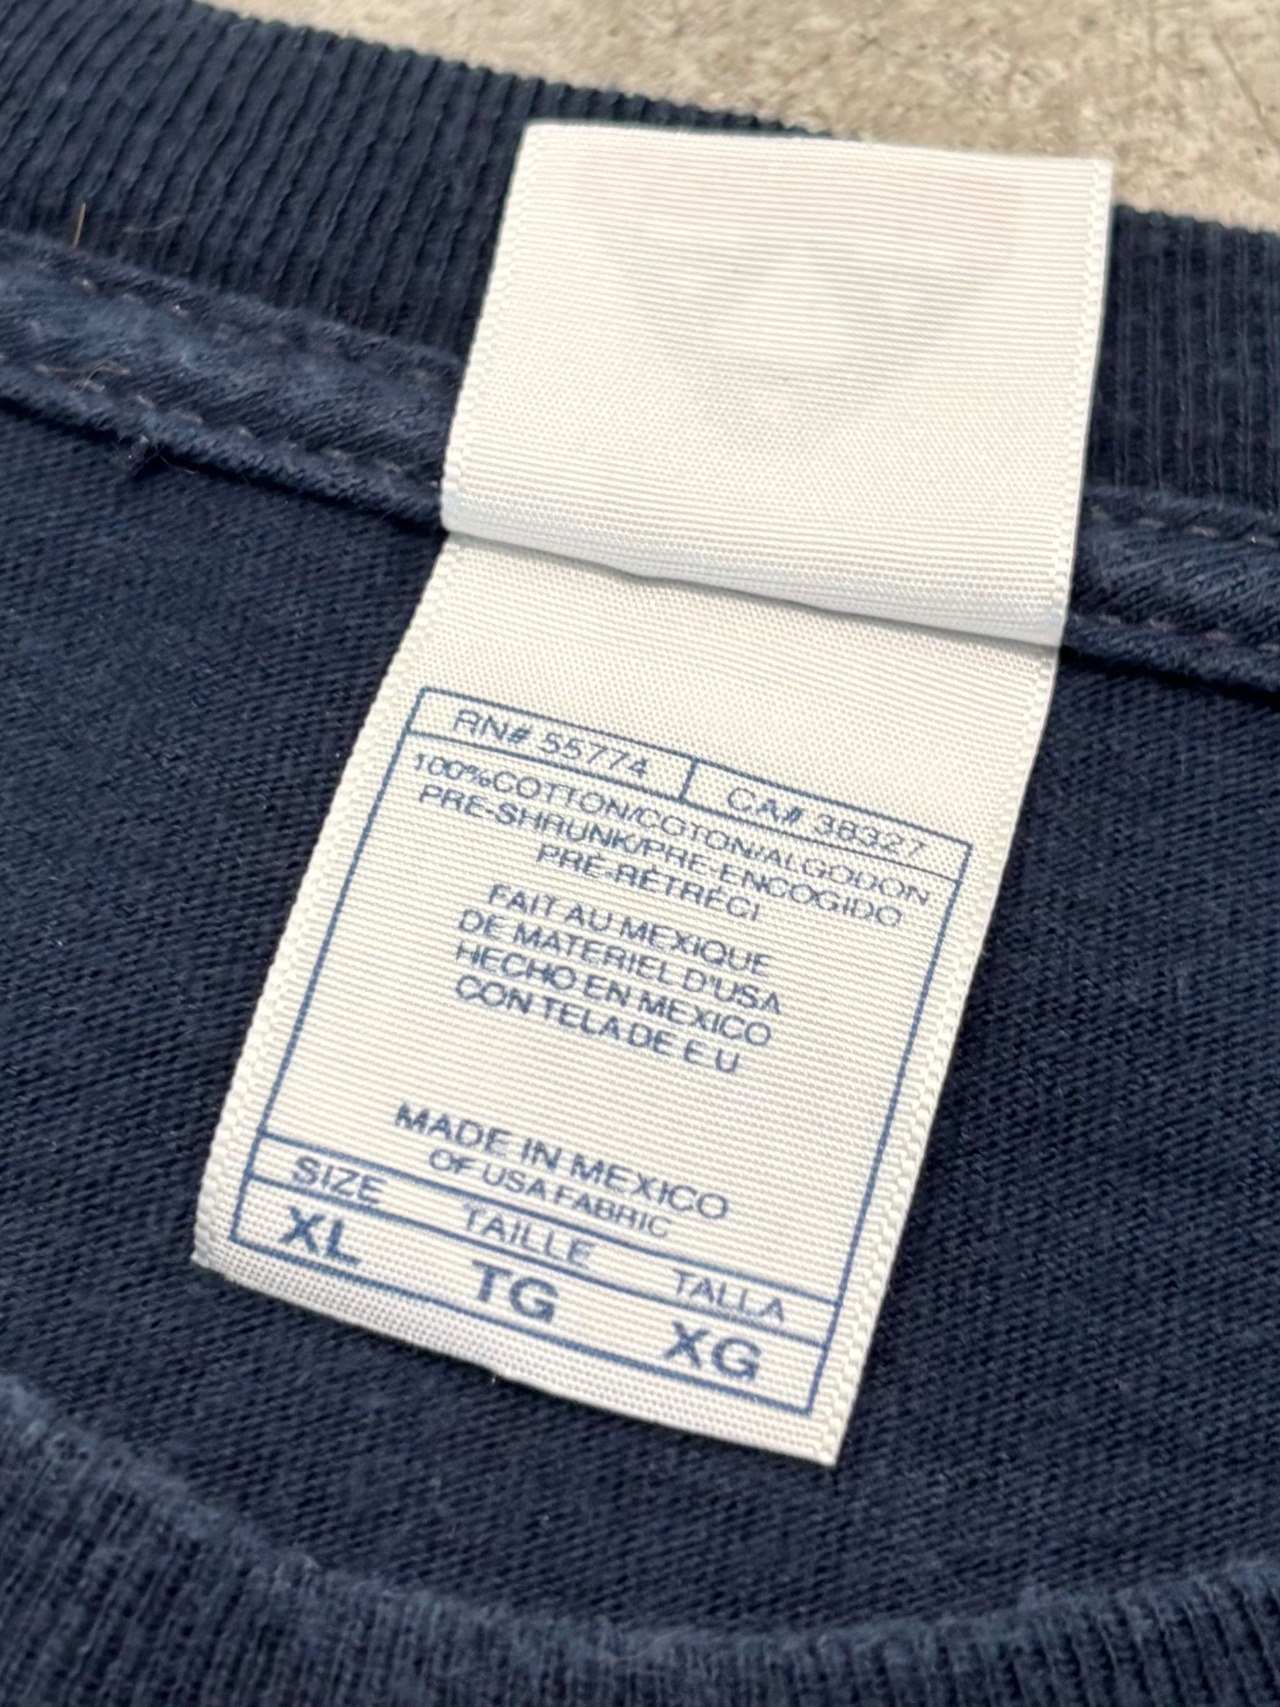 RN# 55774 CA# 38327
100%COTTON/COTON/ALGODON
PRE-SHRUNK/PRE-ENCOGIDO
PRÉ-RÉTRÉCI
FAIT AU MEXIQUE
DE MATERIEL D'USA
HECHO EN MEXICO
CON TELA DE E.U
MADE IN MEXICO
OF USA FABRIC
SIZE TAILLE TALLA
XL TG XG